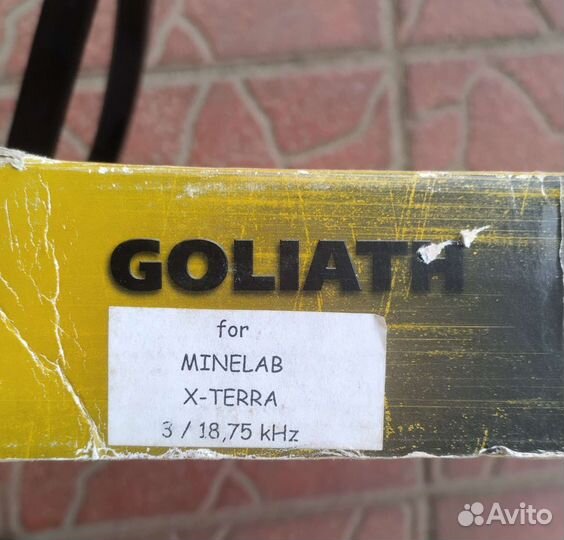 GOLIATH
for
MINELAB
X-TERRA
3 / 18,75 kHz
Avito